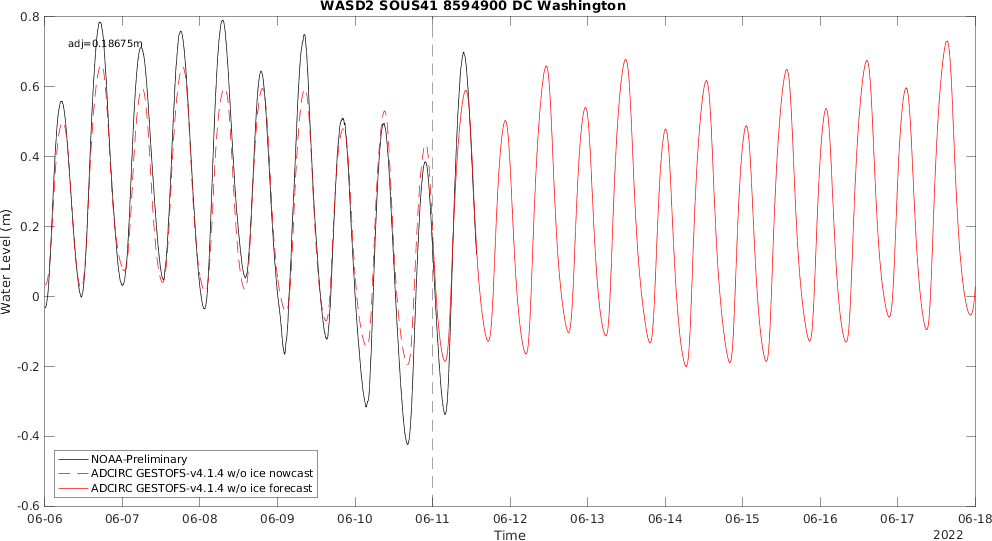 WASD2 SOUS41 8594900 DC Washington
adj=0.18675m
0.8
0.6
0.4
0.2
0
-0.2
-0.4
-0.6
Water Level (m)
NOAA-Preliminary
ADCIRC GESTOFS-v4.1.4 w/o ice nowcast
ADCIRC GESTOFS-v4.1.4 w/o ice forecast
06-06 06-07 06-08 06-09 06-10 06-11 06-12 06-13 06-14 06-15 06-16 06-17 06-18
Time
2022